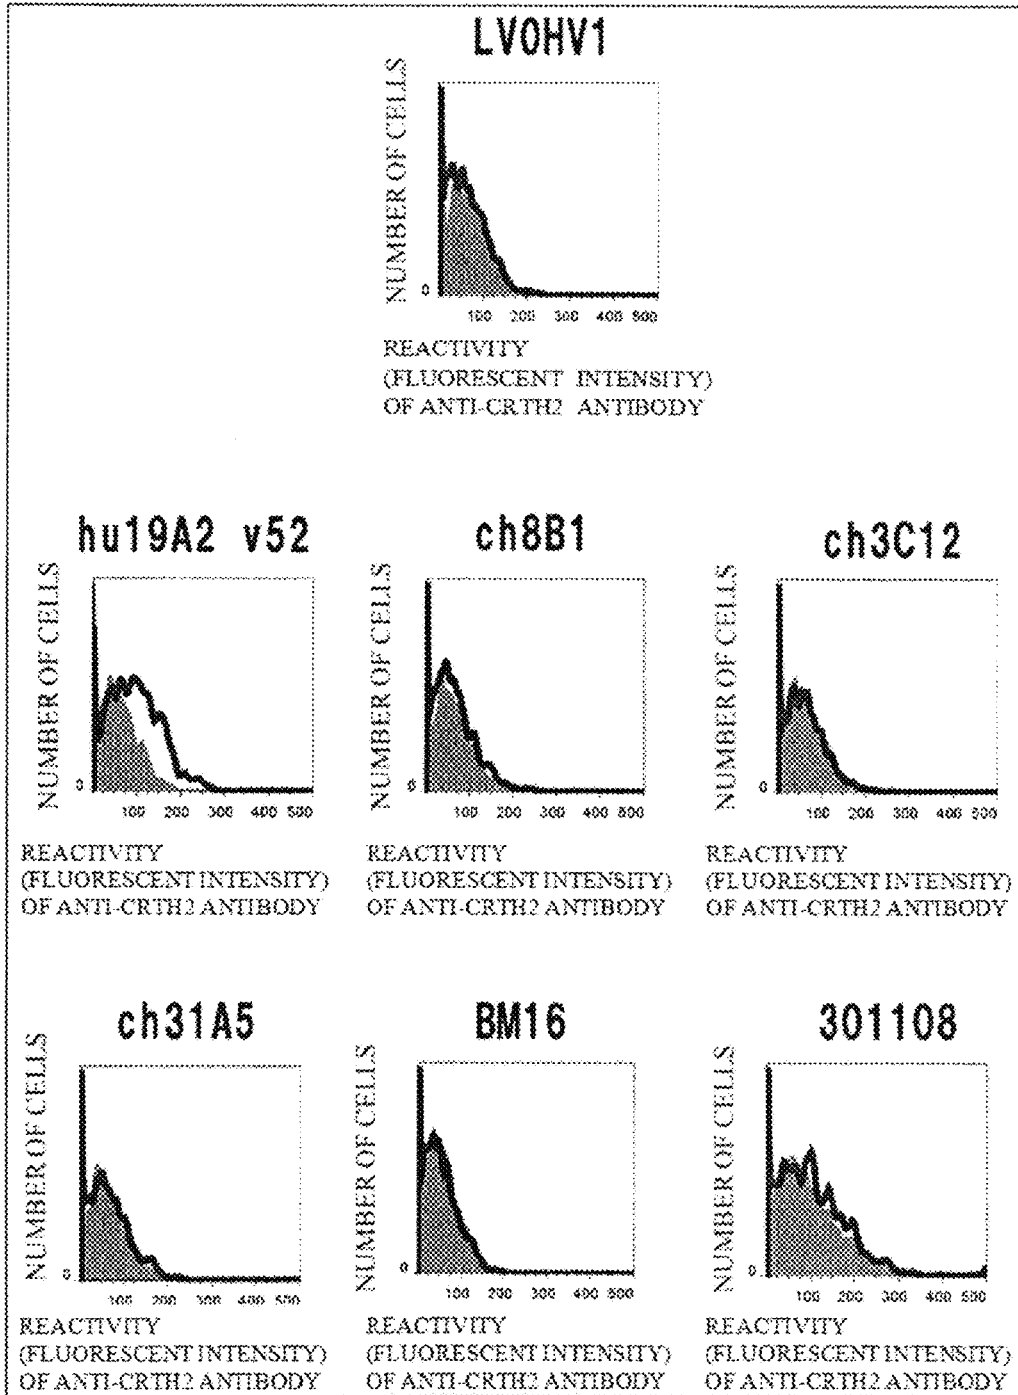 LV0HV1
NUMBER OF CELLS
0
100 200 300 400 500
REACTIVITY
(FLUORESCENT INTENSITY)
OF ANTI-CRTH2 ANTIBODY
hu19A2 v52
NUMBER OF CELLS
0
100 200 300 400 500
REACTIVITY
(FLUORESCENT INTENSITY)
OF ANTI-CRTH2 ANTIBODY
ch8B1
NUMBER OF CELLS
0
100 200 300 400 500
REACTIVITY
(FLUORESCENT INTENSITY)
OF ANTI-CRTH2 ANTIBODY
ch3C12
NUMBER OF CELLS
0
100 200 300 400 500
REACTIVITY
(FLUORESCENT INTENSITY)
OF ANTI-CRTH2 ANTIBODY
ch31A5
NUMBER OF CELLS
0
100 200 300 400 500
REACTIVITY
(FLUORESCENT INTENSITY)
OF ANTI-CRTH2 ANTIBODY
BM16
NUMBER OF CELLS
0
100 200 300 400 500
REACTIVITY
(FLUORESCENT INTENSITY)
OF ANTI-CRTH2 ANTIBODY
301108
NUMBER OF CELLS
0
100 200 300 400 500
REACTIVITY
(FLUORESCENT INTENSITY)
OF ANTI-CRTH2 ANTIBODY